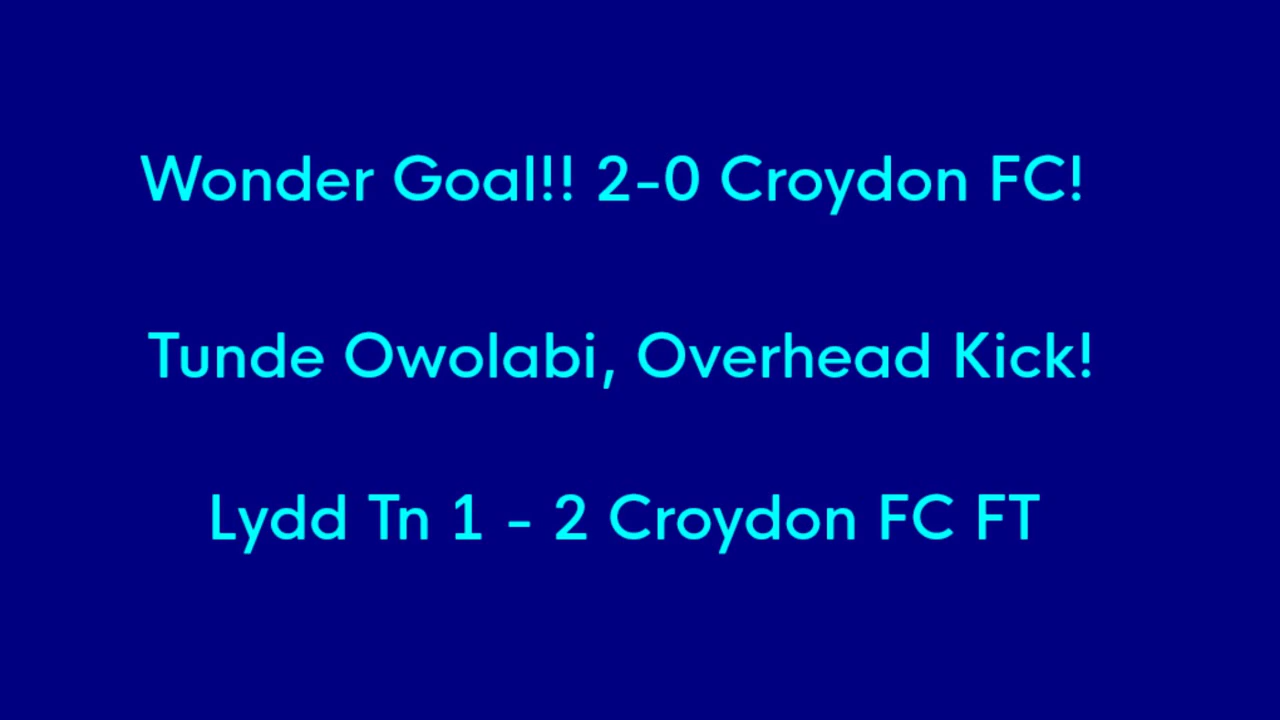 Wonder Goal!! 2-0 Croydon FC!
Tunde Owolabi, Overhead Kick!
Lydd Tn 1 - 2 Croydon FC FT